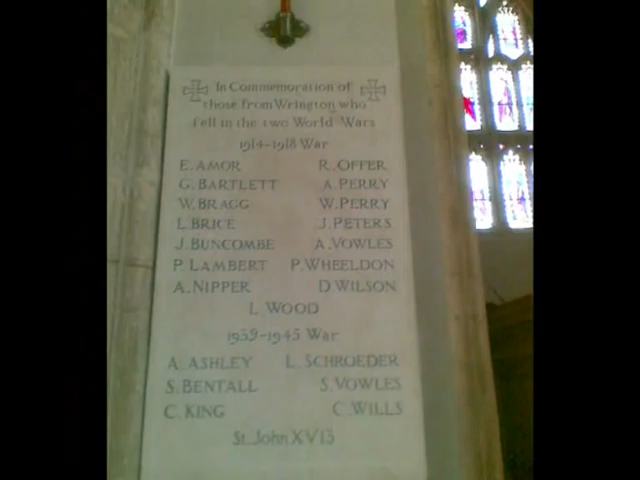 In Commemoration of
those from Wrington who
fell in the two World Wars
1914-1918 War
E. AMOR R. OFFER
G. BARTLETT A. PERRY
W. BRAGG W. PERRY
L. BRICE J. PETERS
J. BUNCOMBE A. VOWLES
P. LAMBERT P. WHEELDON
A. NIPPER D WILSON
L WOOD
1939-1945 War
A. ASHLEY L. SCHROEDER
S. BENTALL S. VOWLES
C. KING C. WILLS
St. John XV 13